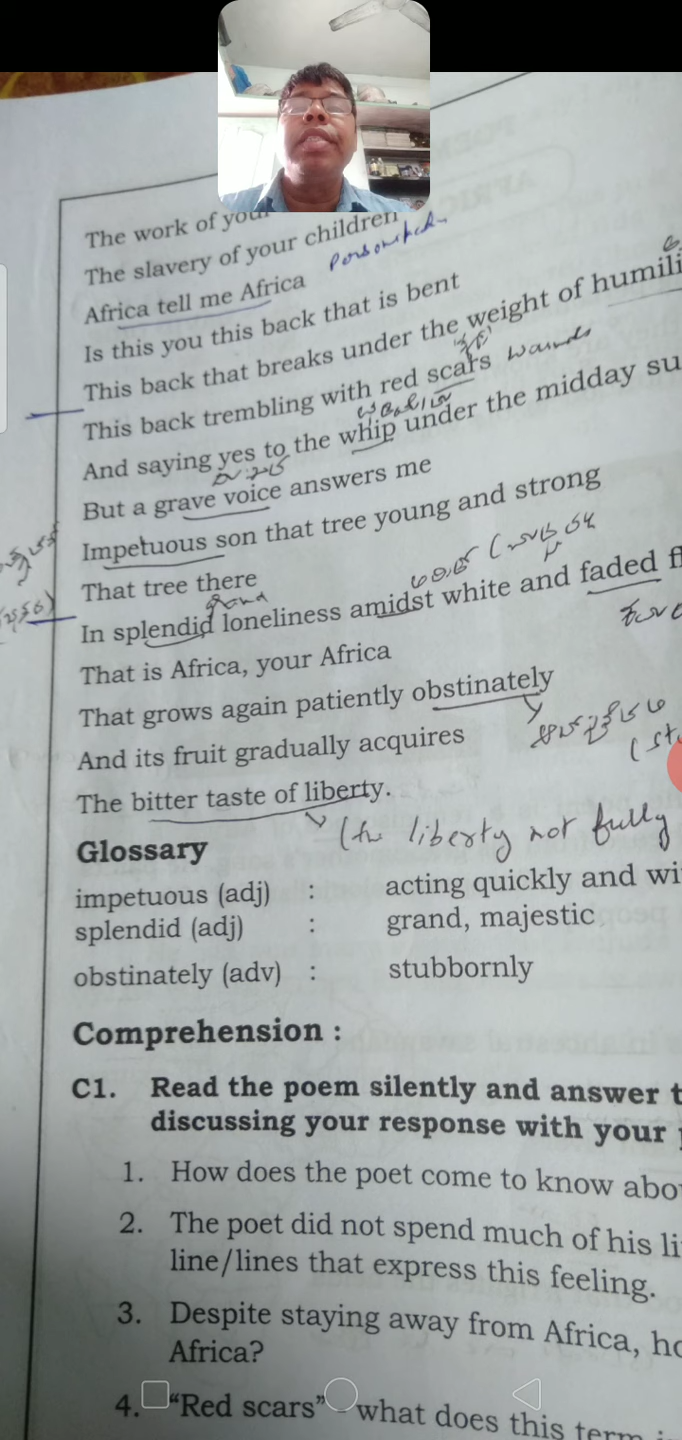 The work of your
The slavery of your children
Personified
Africa tell me Africa
Is this you this back that is bent
This back that breaks under the weight of humili
This back trembling with red scars wounds
And saying yes to the whip under the midday su
But a grave voice answers me
Impetuous son that tree young and strong
That tree there
grand
In splendid loneliness amidst white and faded fl
That is Africa, your Africa
That grows again patiently obstinately
And its fruit gradually acquires
The bitter taste of liberty.
liberty not fully
Glossary
impetuous (adj) : acting quickly and wi
splendid (adj) : grand, majestic
obstinately (adv) : stubbornly
Comprehension :
C1. Read the poem silently and answer t
discussing your response with your
1. How does the poet come to know abo
2. The poet did not spend much of his li
line/lines that express this feeling.
3. Despite staying away from Africa, ho
Africa?
4. “Red scars” - what does this term